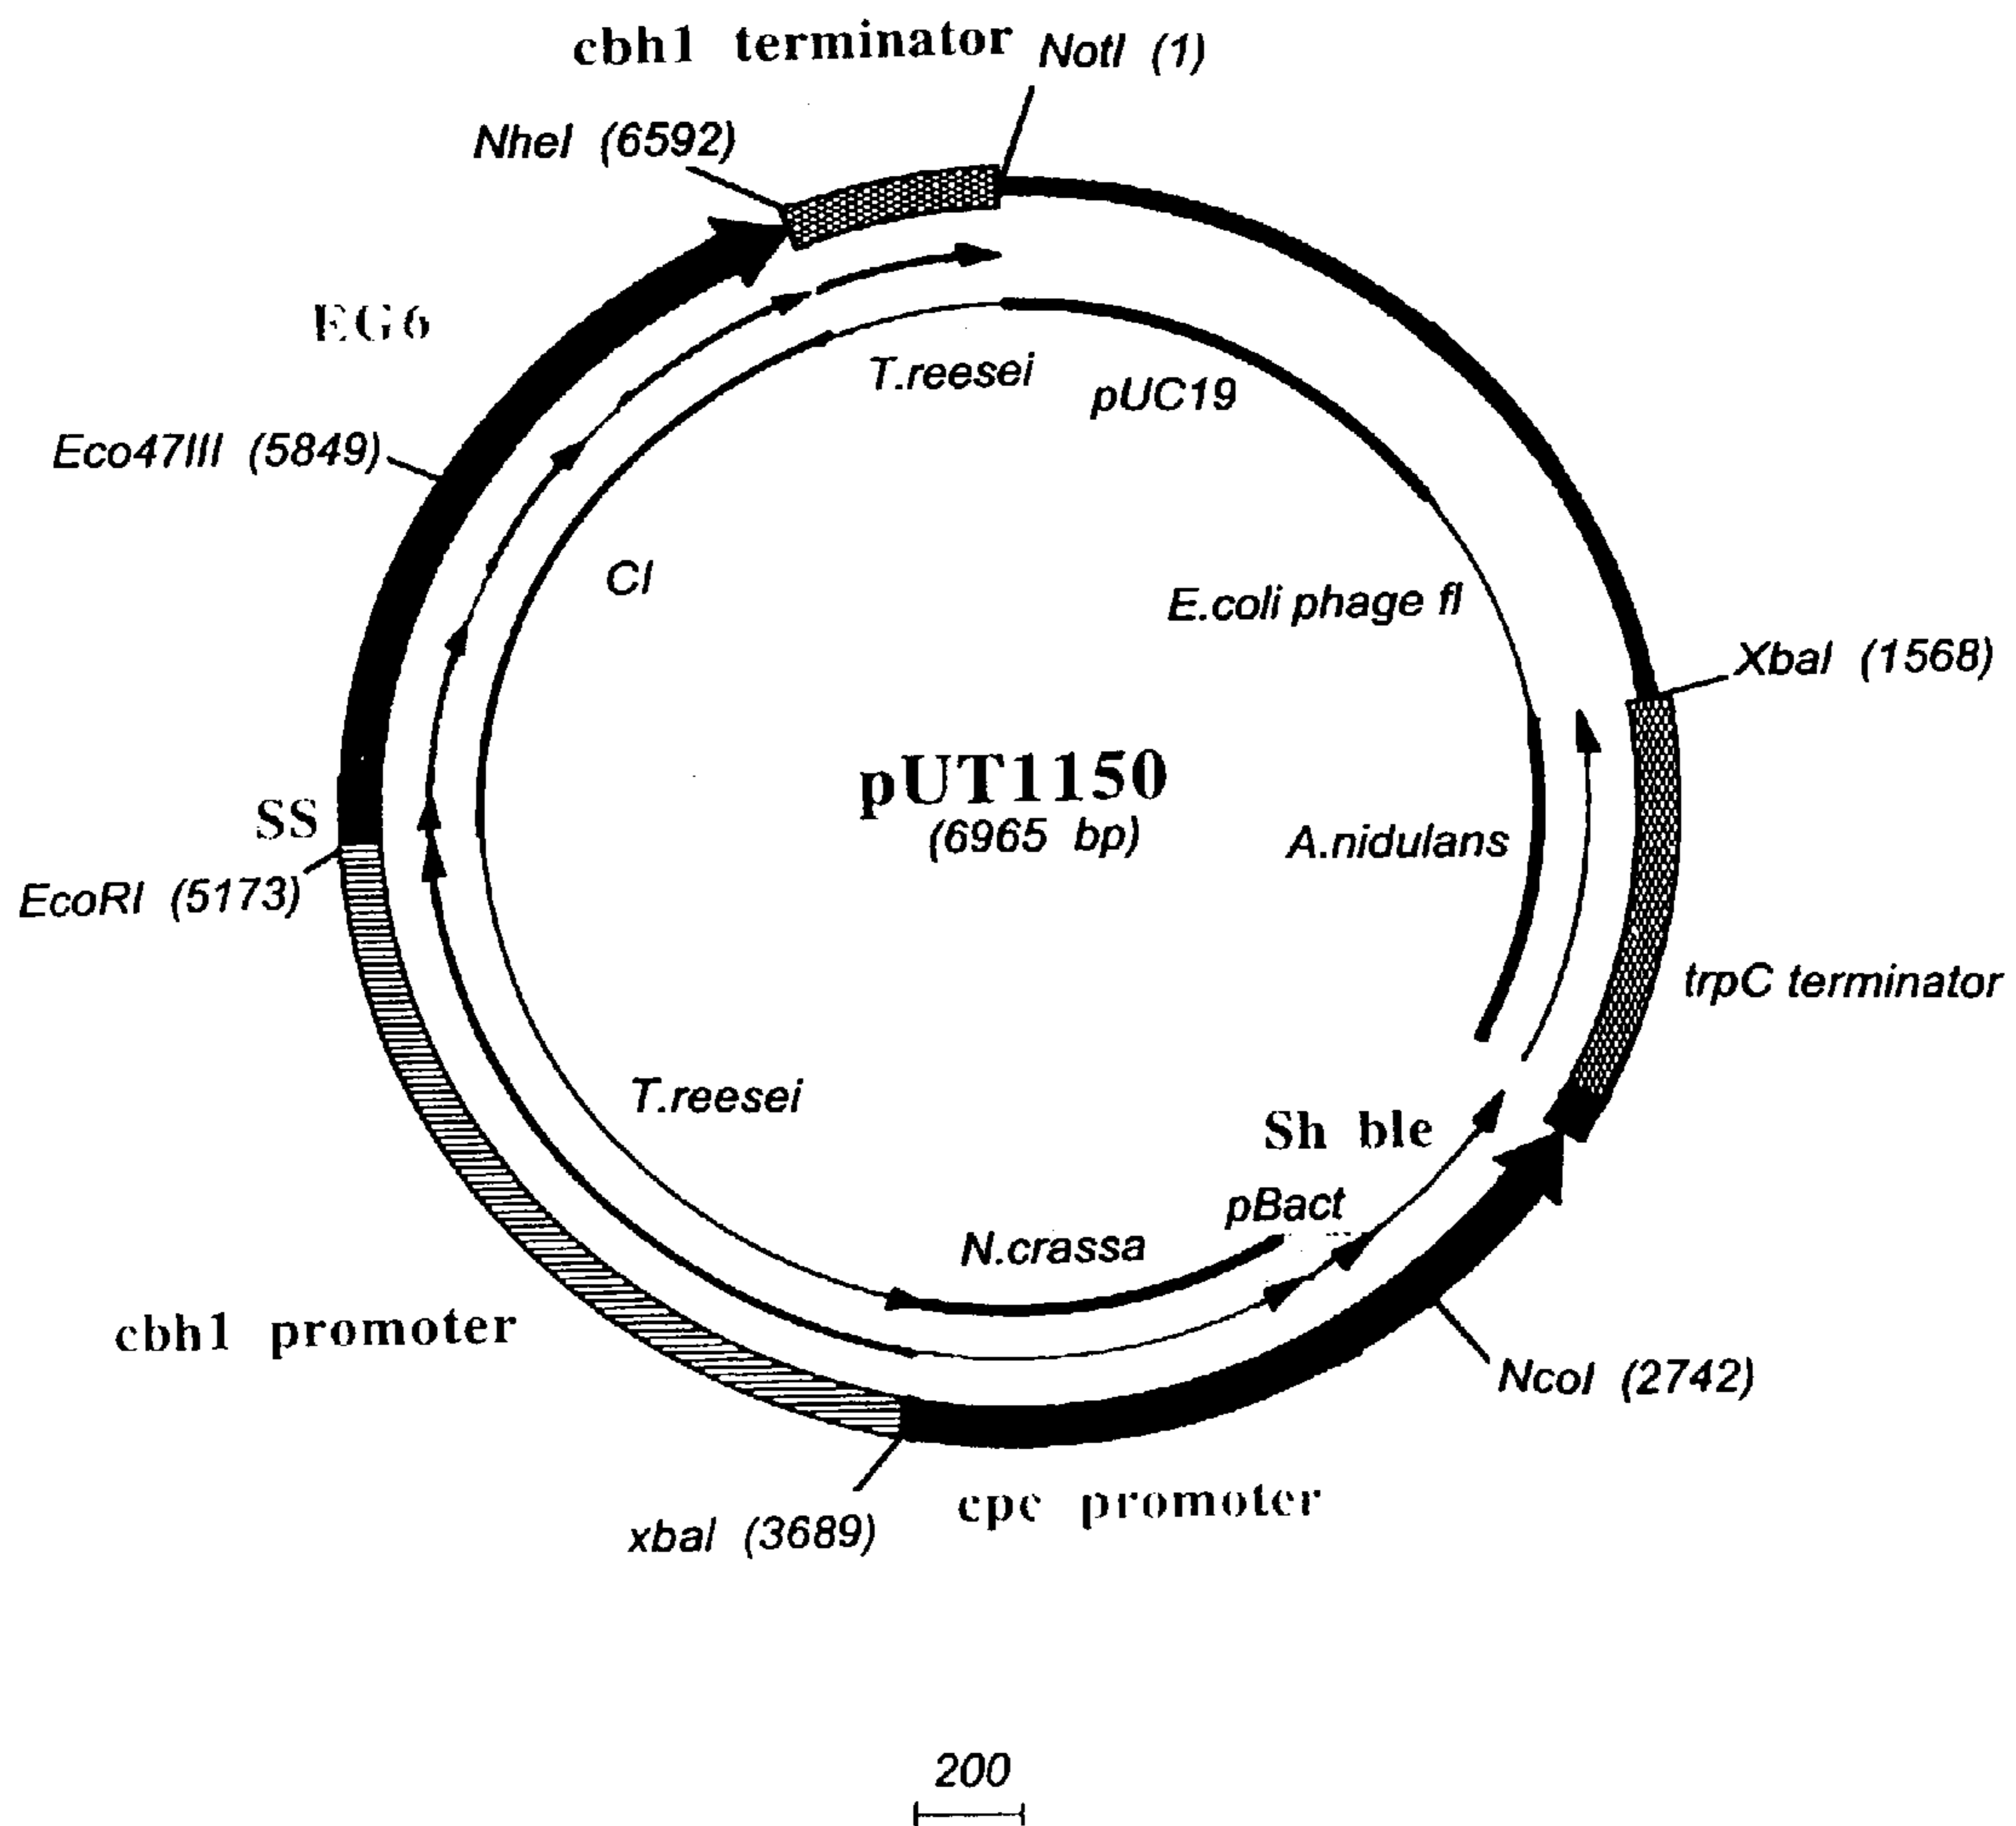 cbh1 terminator
NotI (1)
NheI (6592)
EG6
T.reesei
pUC19
Eco47III (5849)
CI
E.coli phage fI
XbaI (1568)
pUT1150
(6965 bp)
SS
A.nidulans
EcoRI (5173)
trpC terminator
T.reesei
Sh ble
pBact
N.crassa
cbh1 promoter
NcoI (2742)
cpc promoter
xbaI (3689)
200